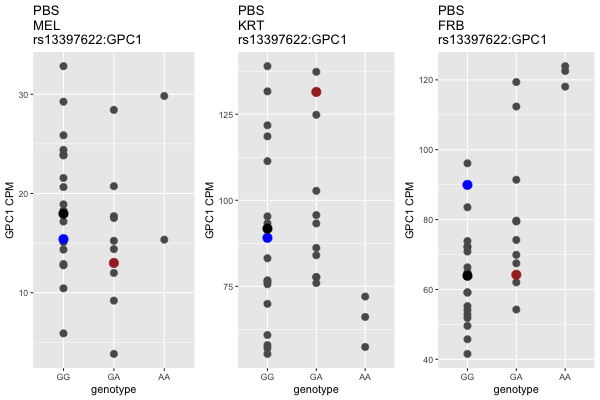 PBS
MEL
rs13397622:GPC1
GPC1 CPM
30
20
10
GG
GA
AA
genotype
PBS
KRT
rs13397622:GPC1
GPC1 CPM
125
100
75
GG
GA
AA
genotype
PBS
FRB
rs13397622:GPC1
GPC1 CPM
120
100
80
60
40
GG
GA
AA
genotype